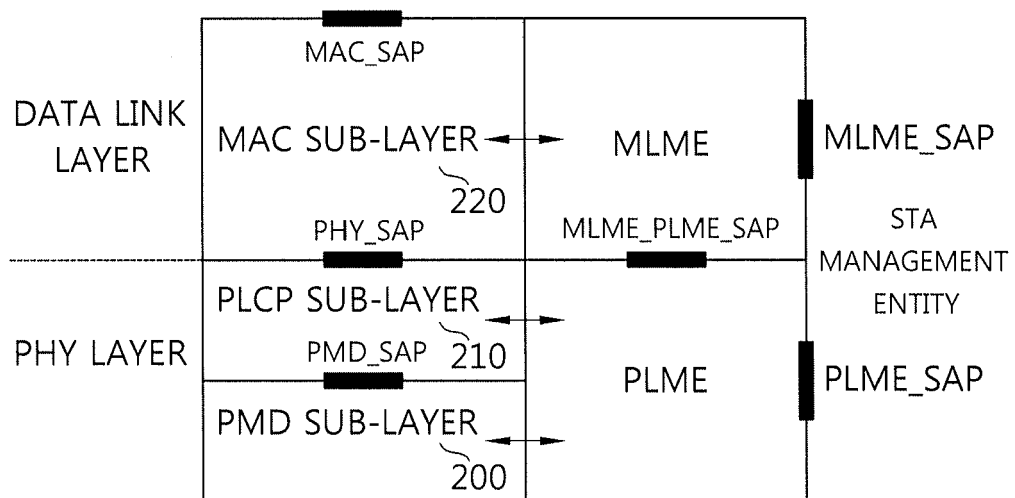 MAC_SAP
DATA LINK
LAYER
MAC SUB-LAYER
220
MLME
MLME_SAP
PHY_SAP
MLME_PLME_SAP
STA
MANAGEMENT
ENTITY
PHY LAYER
PLCP SUB-LAYER
210
PMD_SAP
PLME
PLME_SAP
PMD SUB-LAYER
200